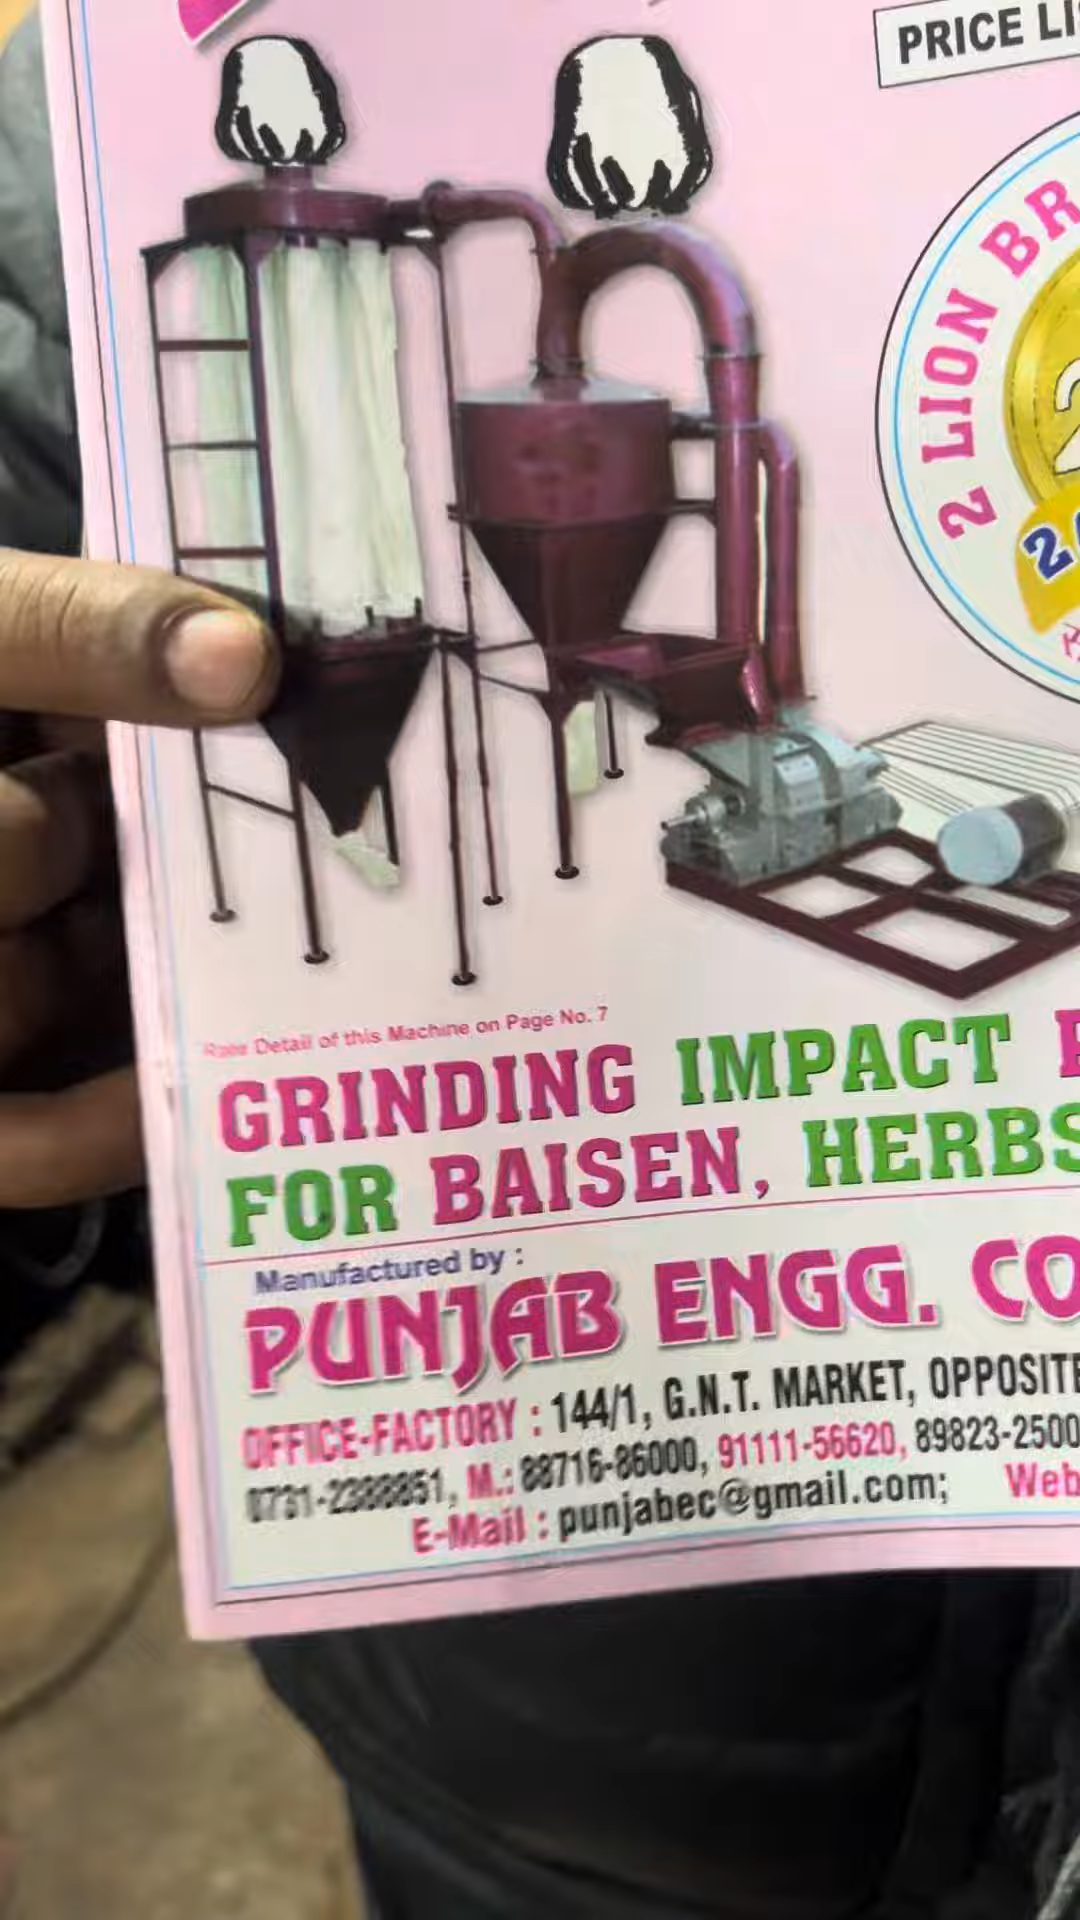 PRICE LI
2 LION BR
2
Rate Detail of this Machine on Page No. 7
GRINDING IMPACT
FOR BAISEN, HERBS
Manufactured by :
PUNJAB ENGG. CO
OFFICE-FACTORY : 144/1, G.N.T. MARKET, OPPOSITE
0731-2388851, M.: 88716-86000, 91111-56620, 89823-2500
E-Mail : punjabec@gmail.com; Web